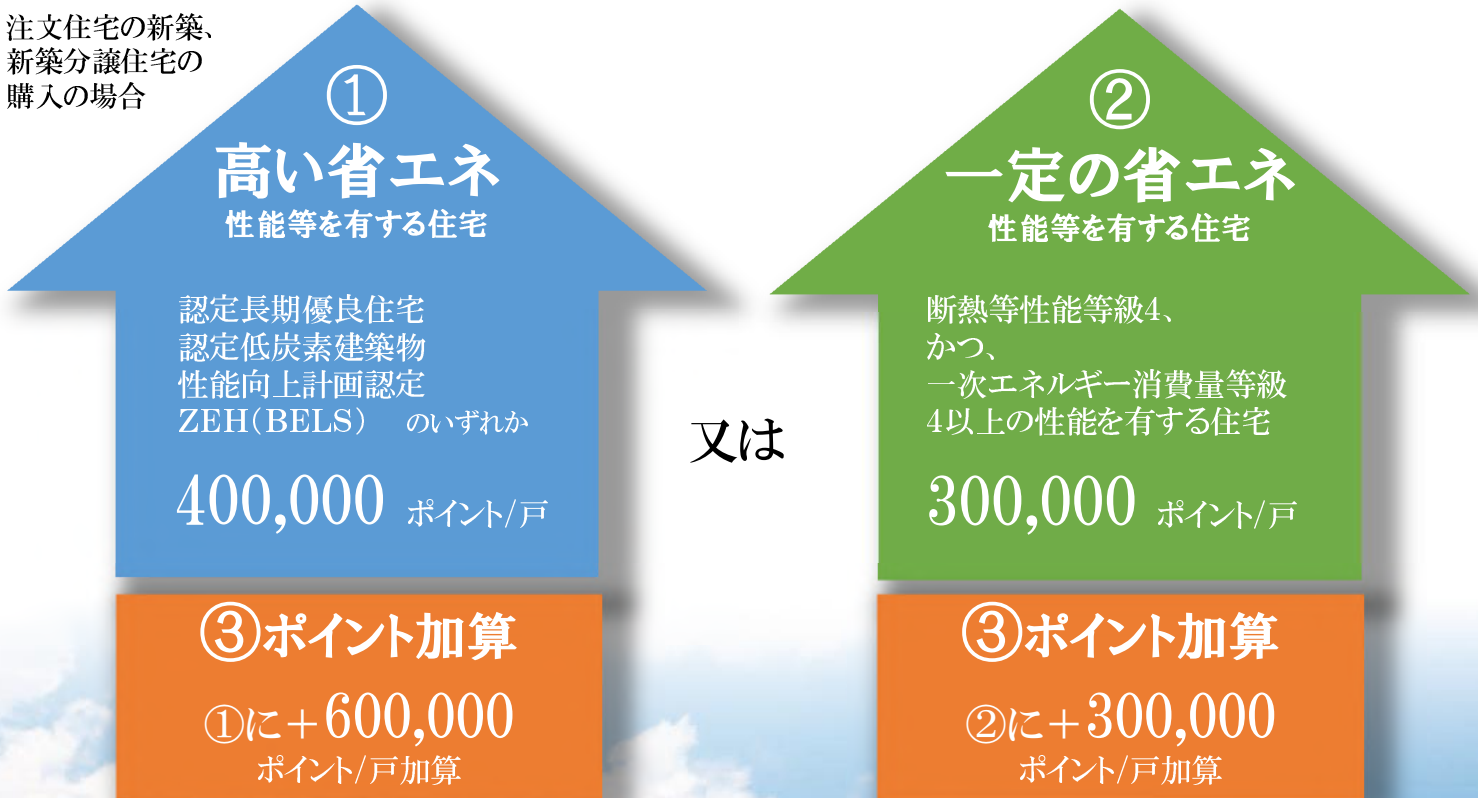 注文住宅の新築、
新築分譲住宅の
購入の場合
①
高い省エネ
性能等を有する住宅
認定長期優良住宅
認定低炭素建築物
性能向上計画認定
ZEH(BELS) のいずれか
400,000 ポイント/戸
③ポイント加算
①に+600,000
ポイント/戸加算
又は
②
一定の省エネ
性能等を有する住宅
断熱等性能等級4、
かつ、
一次エネルギー消費量等級
4以上の性能を有する住宅
300,000 ポイント/戸
③ポイント加算
②に+300,000
ポイント/戸加算